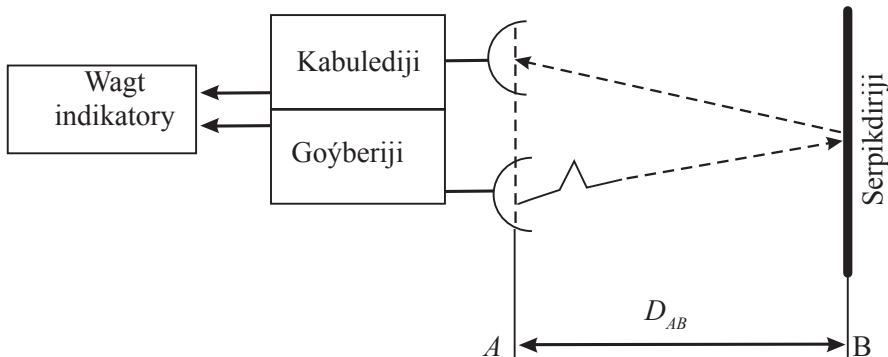 Wagt
indikatory
Kabulediji
Goýberiji
Serpikdiriji
D_AB
A
B